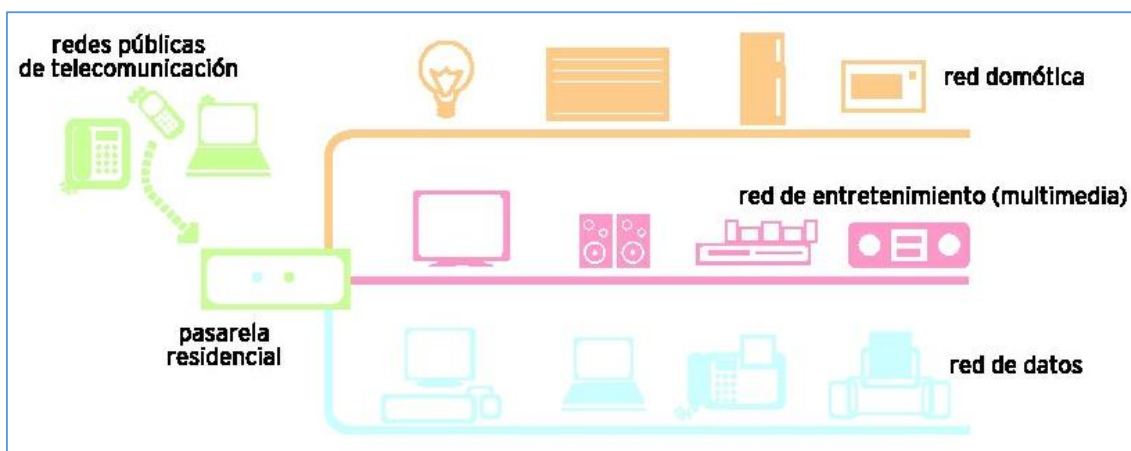 redes públicas
de telecomunicación
red domótica
red de entretenimiento (multimedia)
pasarela
residencial
red de datos